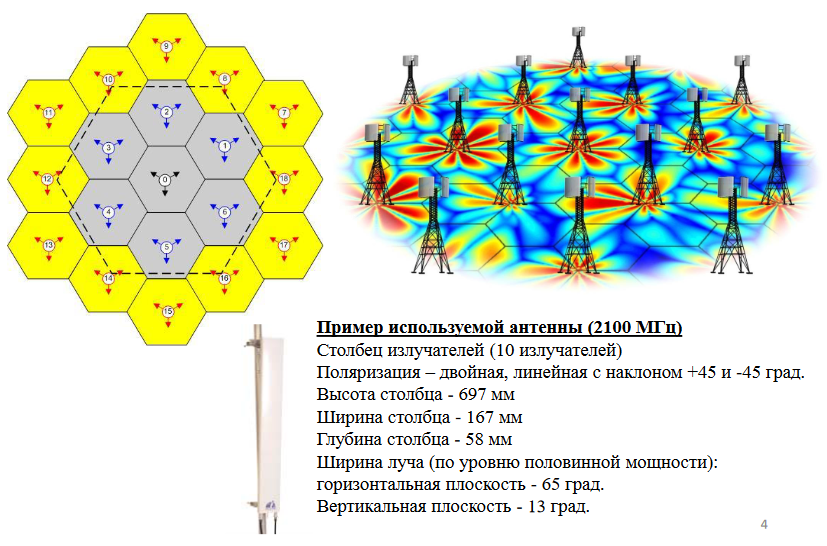 9
10
8
11
2
7
3
1
12
0
18
4
6
13
5
17
14
16
15
Пример используемой антенны (2100 МГц)
Столбец излучателей (10 излучателей)
Поляризация – двойная, линейная с наклоном +45 и -45 град.
Высота столбца - 697 мм
Ширина столбца - 167 мм
Глубина столбца - 58 мм
Ширина луча (по уровню половинной мощности):
горизонтальная плоскость - 65 град.
Вертикальная плоскость - 13 град.
4